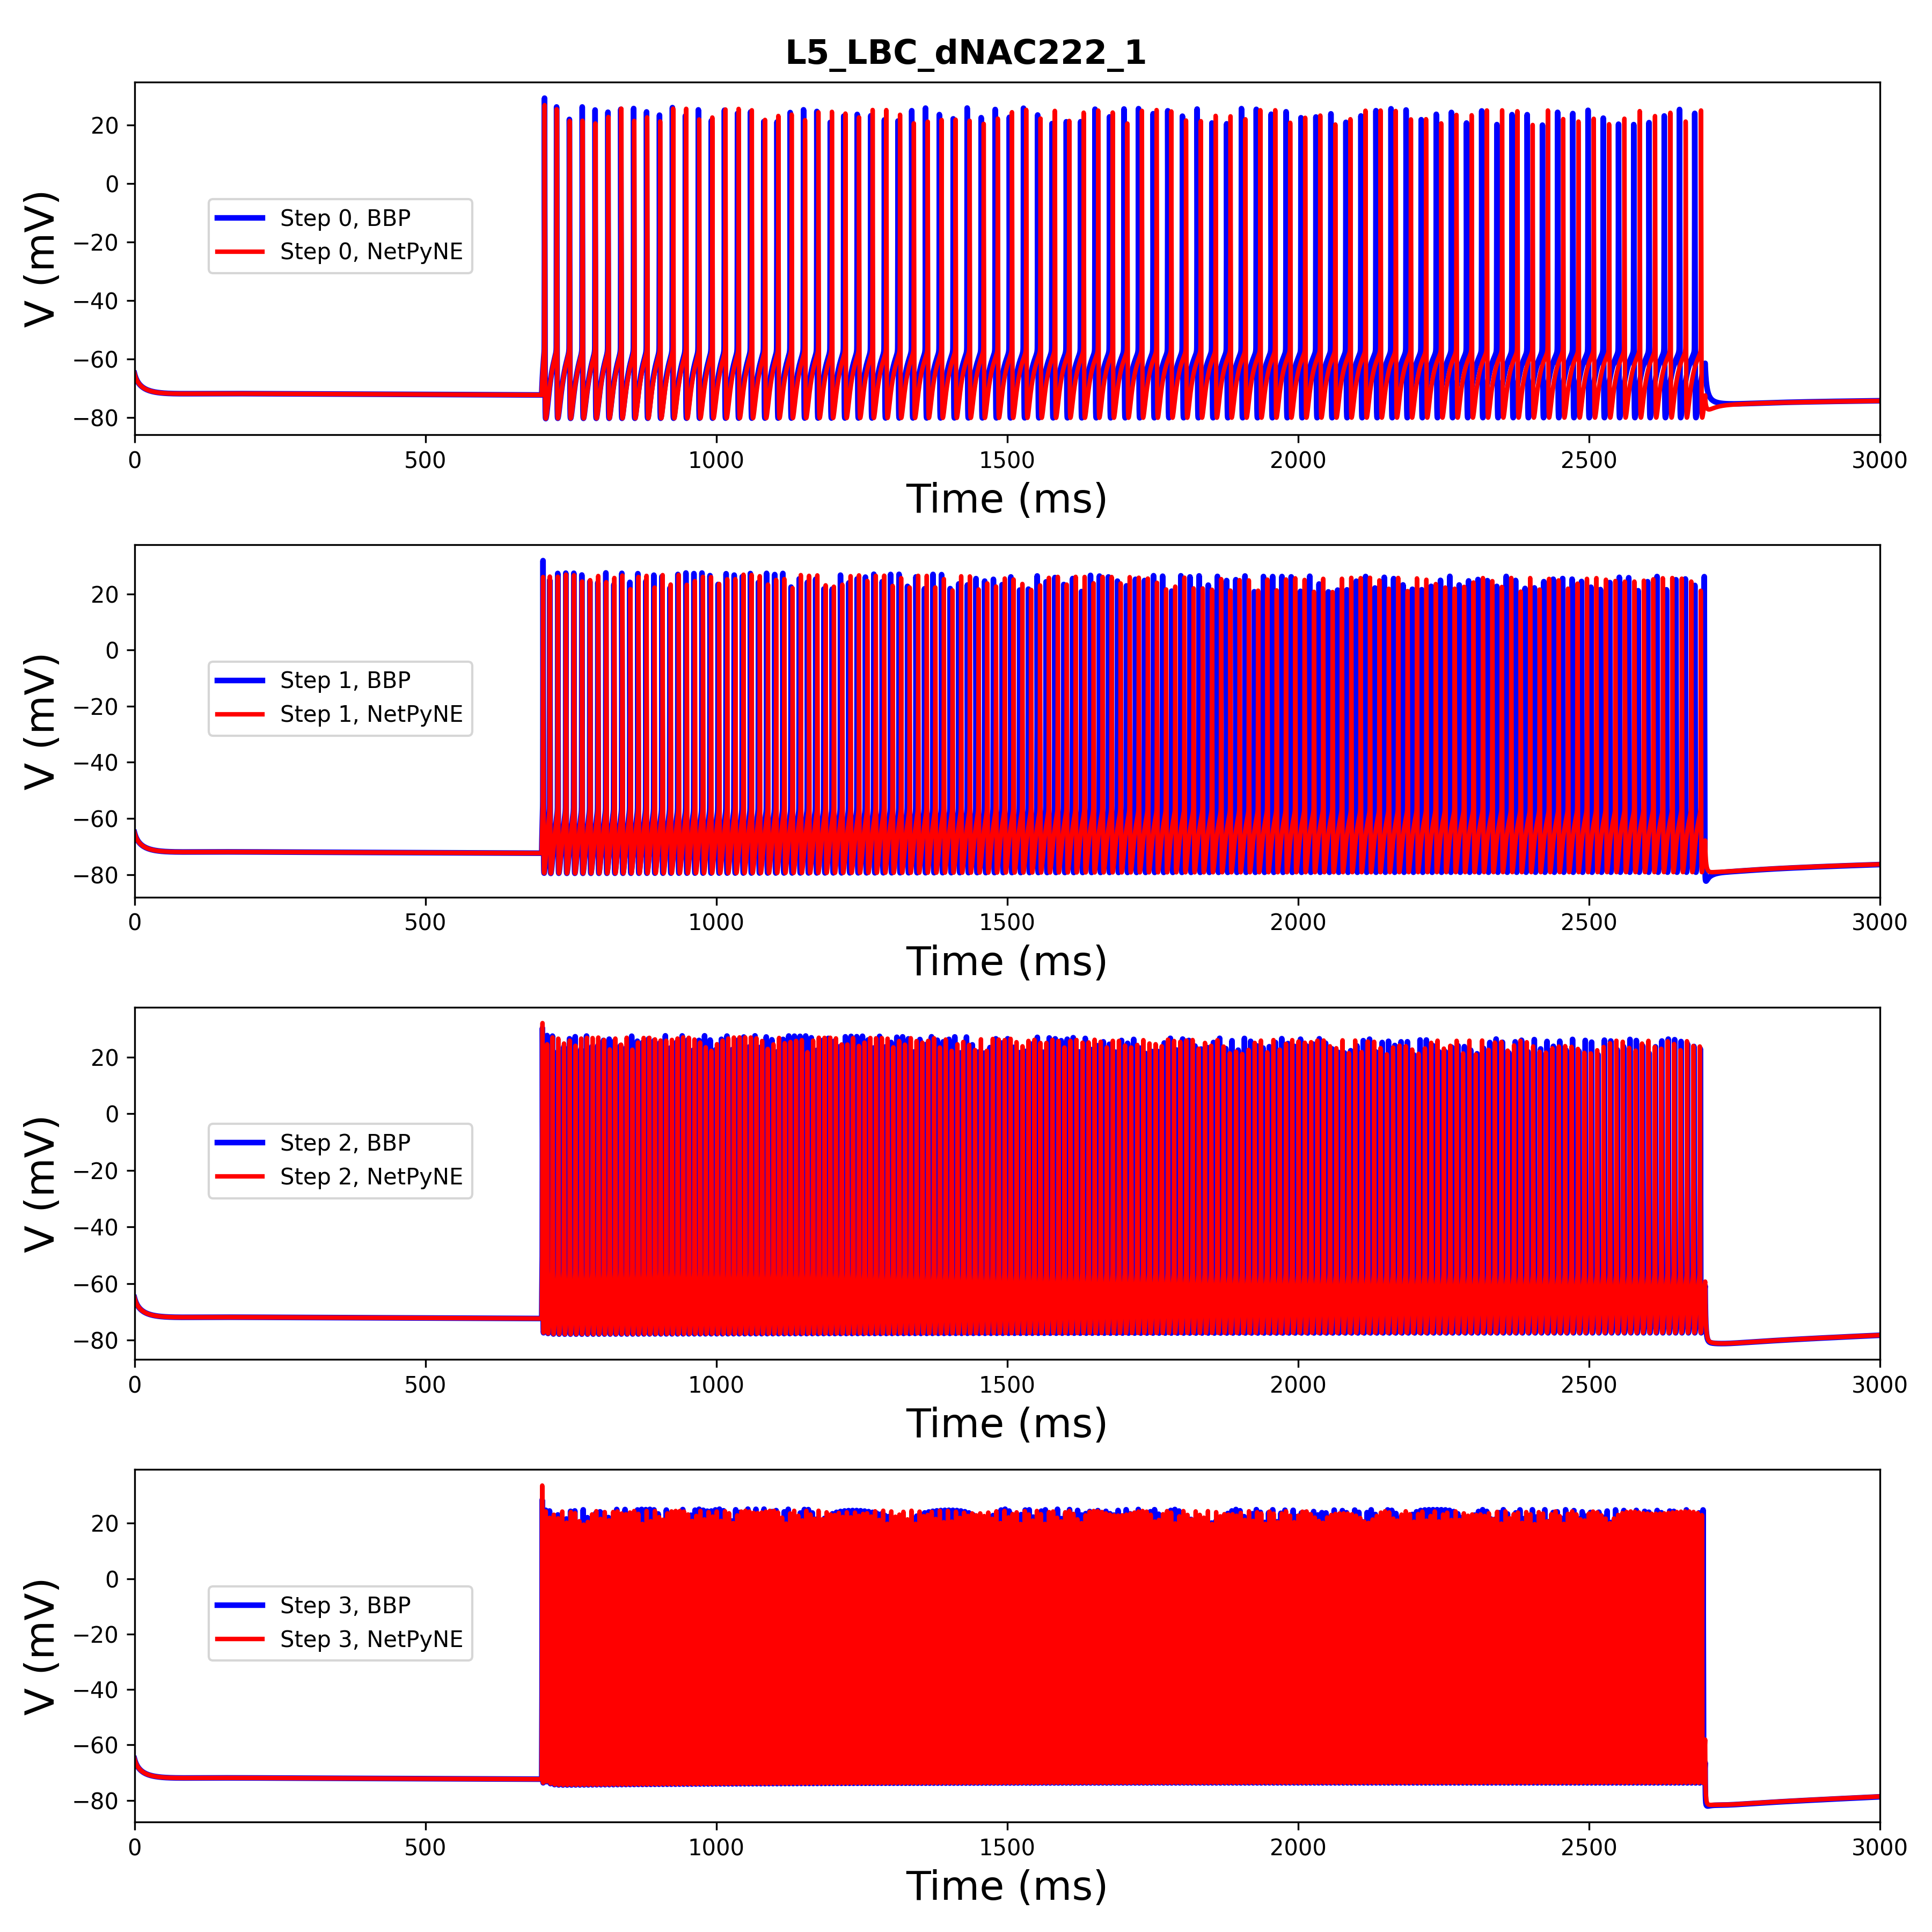 L5_LBC_dNAC222_1
20
0
−20
−40
−60
−80
V (mV)
Step 0, BBP
Step 0, NetPyNE
0 500 1000 1500 2000 2500 3000
Time (ms)
20
0
−20
−40
−60
−80
V (mV)
Step 1, BBP
Step 1, NetPyNE
0 500 1000 1500 2000 2500 3000
Time (ms)
20
0
−20
−40
−60
−80
V (mV)
Step 2, BBP
Step 2, NetPyNE
0 500 1000 1500 2000 2500 3000
Time (ms)
20
0
−20
−40
−60
−80
V (mV)
Step 3, BBP
Step 3, NetPyNE
0 500 1000 1500 2000 2500 3000
Time (ms)